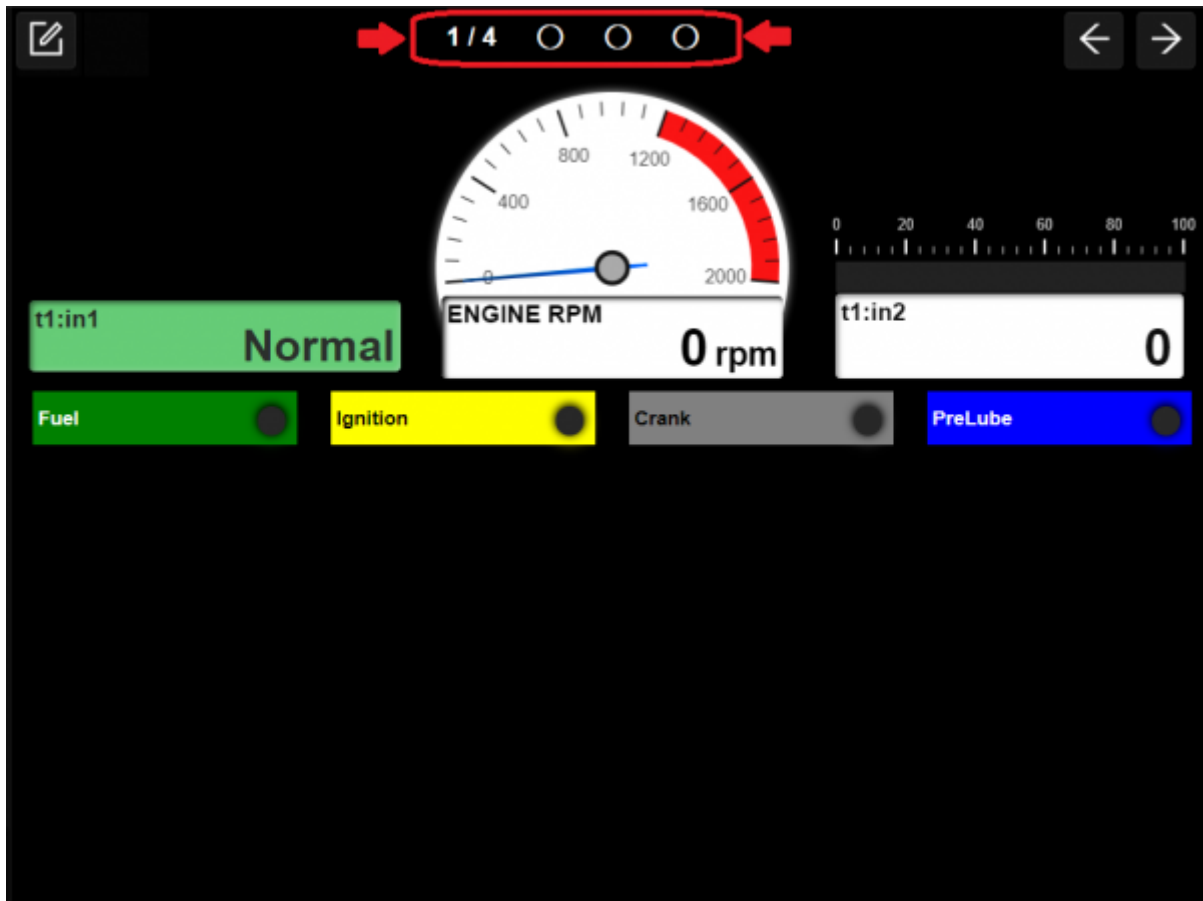 1 / 4
800
1200
400
1600
0
2000
0 20 40 60 80 100
t1:in1
Normal
ENGINE RPM
0 rpm
t1:in2
0
Fuel
Ignition
Crank
PreLube